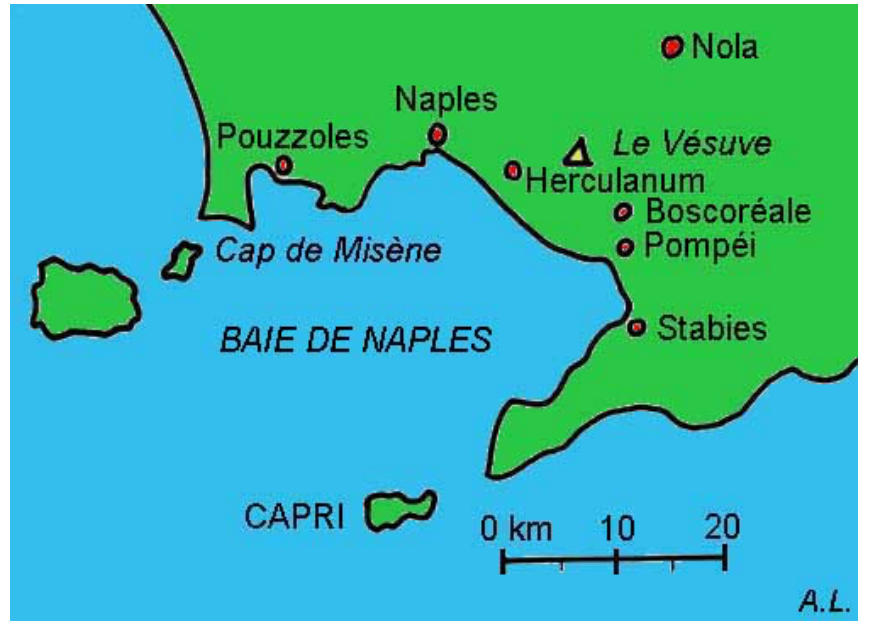 Nola
Naples
Le Vésuve
Pouzzoles
Herculanum
Boscoréale
Cap de Misène
Pompéi
BAIE DE NAPLES
Stabies
CAPRI
0 km 10 20
A.L.